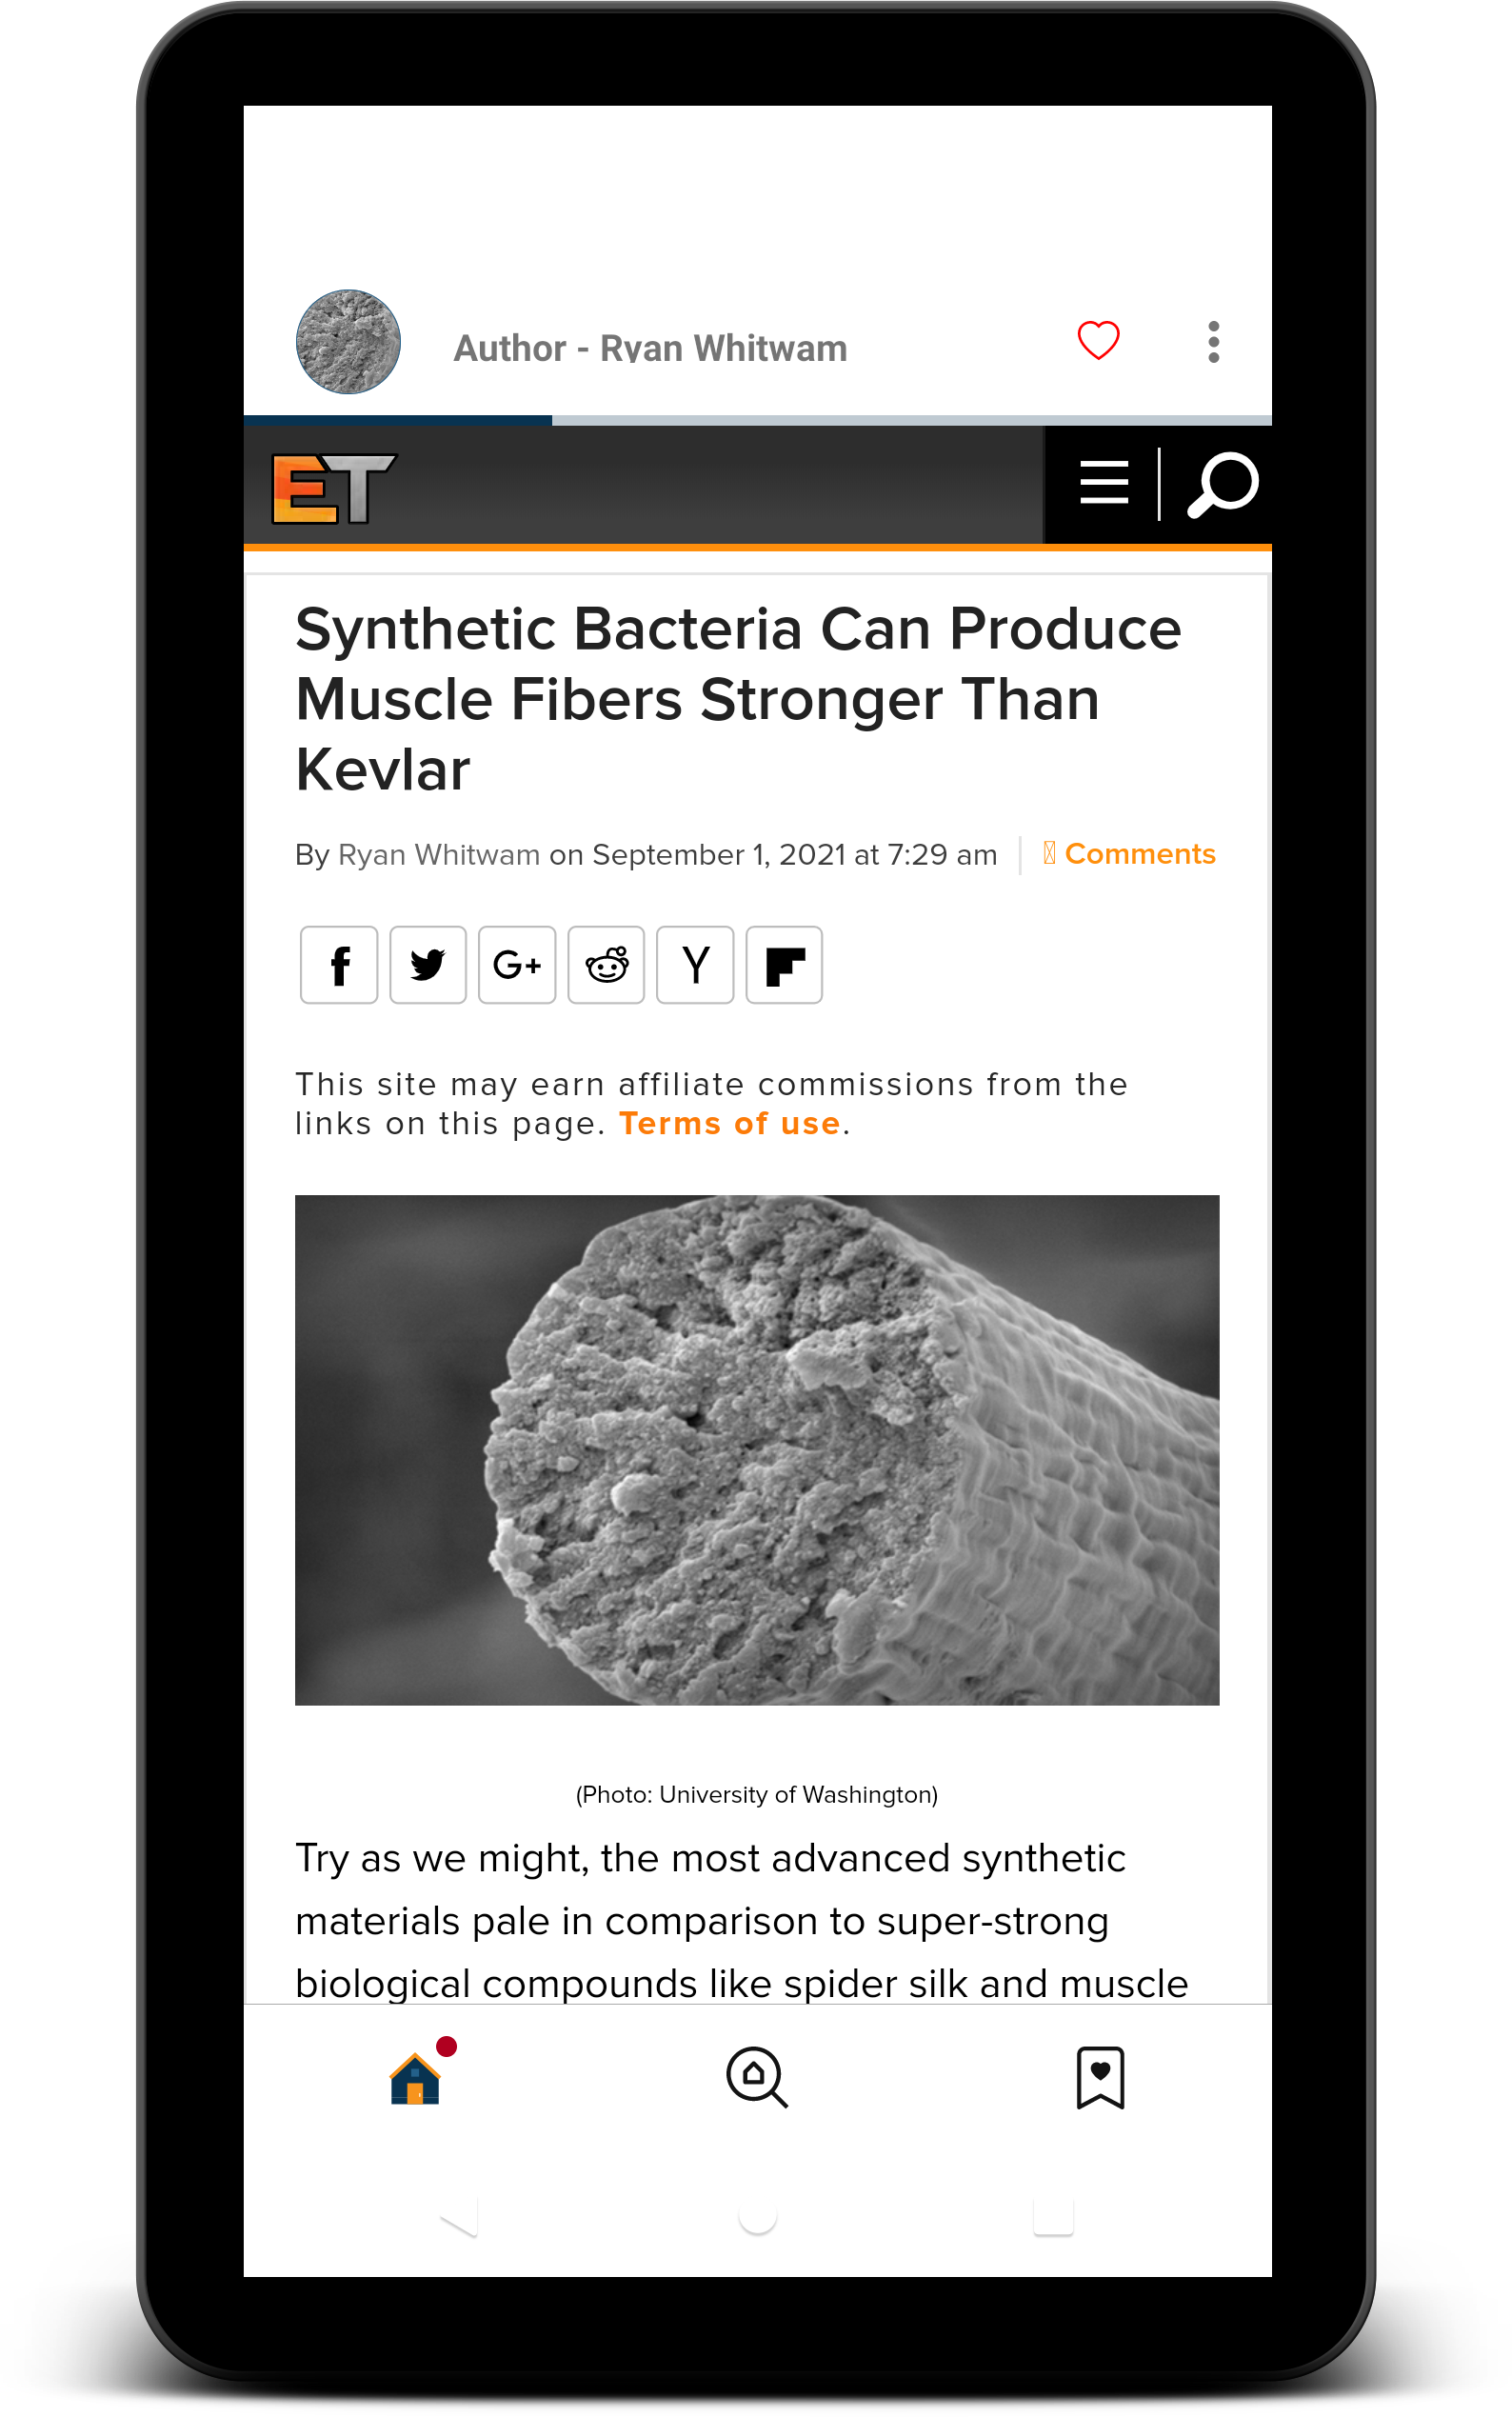 Author - Ryan Whitwam
ET
Synthetic Bacteria Can Produce
Muscle Fibers Stronger Than
Kevlar
By Ryan Whitwam on September 1, 2021 at 7:29 am
Comments
f
G+
Y
This site may earn affiliate commissions from the
links on this page. Terms of use.
(Photo: University of Washington)
Try as we might, the most advanced synthetic
materials pale in comparison to super-strong
biological compounds like spider silk and muscle